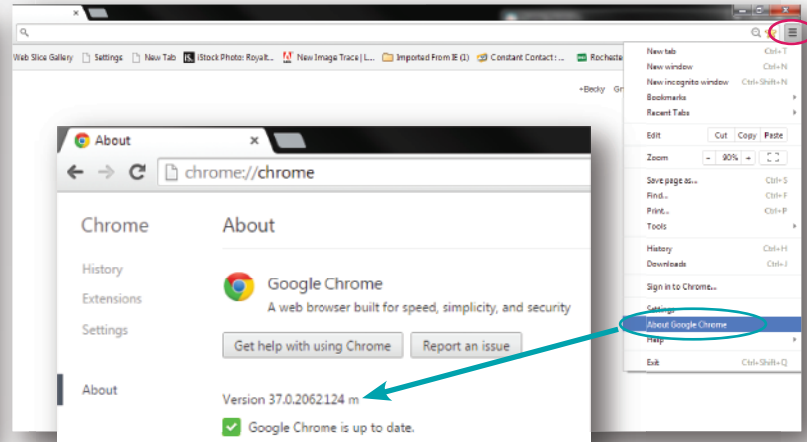 Web Slice Gallery Settings New Tab iStock Photo: Royalt... New Image Trace | L... Imported From IE (1) Constant Contact : ... Rocheste
+Becky Gr
New tab Ctrl+T
New window Ctrl+N
New incognito window Ctrl+Shift+N
Bookmarks
Recent Tabs
Edit Cut Copy Paste
Zoom - 90% +
Save page as... Ctrl+S
Find... Ctrl+F
Print... Ctrl+P
Tools
History Ctrl+H
Downloads Ctrl+J
Sign in to Chrome...
Settings
About Google Chrome
Help
Exit Ctrl+Shift+Q
About
chrome://chrome
Chrome
History
Extensions
Settings
About
About
Google Chrome
A web browser built for speed, simplicity, and security
Get help with using Chrome Report an issue
Version 37.0.2062.124 m
Google Chrome is up to date.